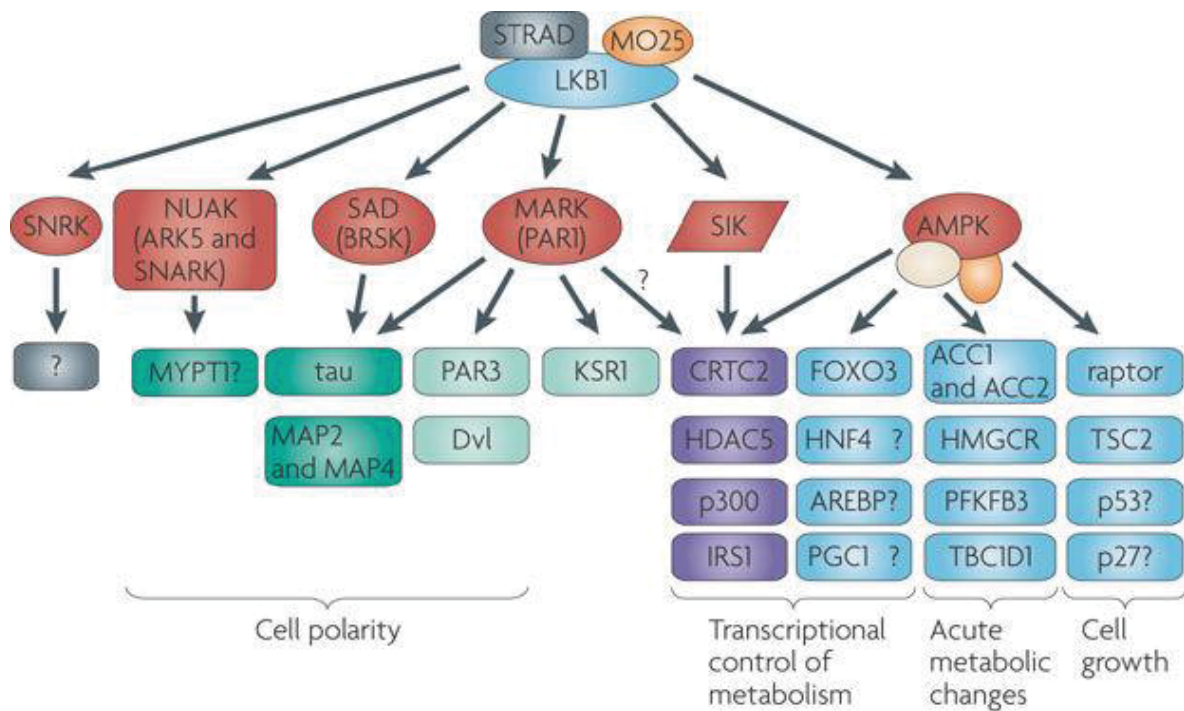 STRAD
MO25
LKB1
SNRK
NUAK
(ARK5 and
SNARK)
SAD
(BRSK)
MARK
(PAR1)
SIK
AMPK
?
?
MYPT1?
tau
PAR3
KSR1
CRTC2
FOXO3
ACC1
and ACC2
raptor
MAP2
and MAP4
Dvl
HDAC5
HNF4 ?
HMGCR
TSC2
p300
AREBP?
PFKFB3
p53?
IRS1
PGC1 ?
TBC1D1
p27?
Cell polarity
Transcriptional
control of
metabolism
Acute
metabolic
changes
Cell
growth